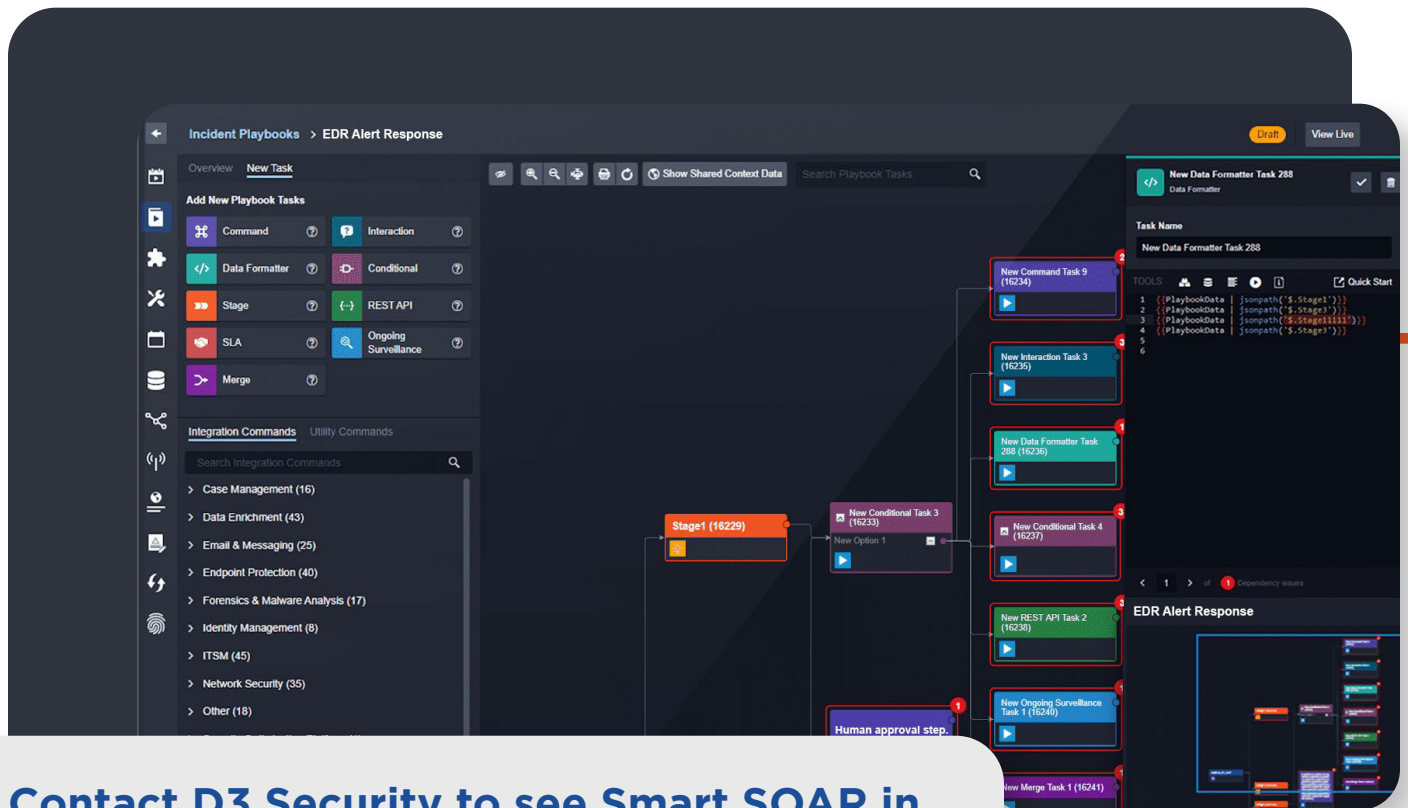 Incident Playbooks > EDR Alert Response
Draft
View Live
Overview New Task
Add New Playbook Tasks
Command
Interaction
Data Formatter
Conditional
Stage
REST API
SLA
Ongoing
Surveillance
Merge
Integration Commands Utility Commands
Search Integration Commands
> Case Management (16)
> Data Enrichment (43)
> Email & Messaging (25)
> Endpoint Protection (40)
> Forensics & Malware Analysis (17)
> Identity Management (8)
> ITSM (45)
> Network Security (35)
> Other (18)
Show Shared Context Data
Search Playbook Tasks
Stage1 (16229)
New Conditional Task 3
(16233)
New Option 1
Human approval step.
1
2
New Command Task 9
(16234)
3
New Interaction Task 3
(16235)
1
New Data Formatter Task
288 (16236)
3
New Conditional Task 4
(16237)
3
New REST API Task 2
(16238)
1
New Ongoing Surveillance
Task 1 (16240)
1
New Merge Task 1 (16241)
New Data Formatter Task 288
Data Formatter
Task Name
New Data Formatter Task 288
TOOLS
Quick Start
1 {{PlaybookData | jsonpath('$.Stage1')}}
2 {{PlaybookData | jsonpath('$.Stage3')}}
3 {{PlaybookData | jsonpath('$.Stage11111')}}
4 {{PlaybookData | jsonpath('$.Stage3')}}
5
6
< 1 > of 1 Dependency issues
EDR Alert Response
Contact D3 Security to see Smart SOAR in